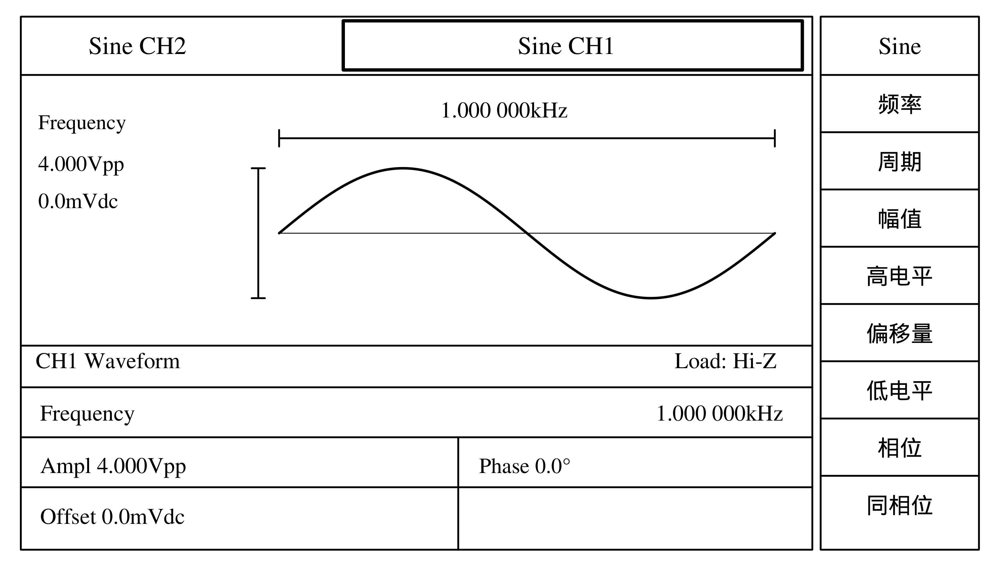 Sine CH2
Sine CH1
1.000 000kHz
Frequency
4.000Vpp
0.0mVdc
CH1 Waveform
Load: Hi-Z
Frequency
1.000 000kHz
Ampl 4.000Vpp
Phase 0.0°
Offset 0.0mVdc
Sine
频率
周期
幅值
高电平
偏移量
低电平
相位
同相位